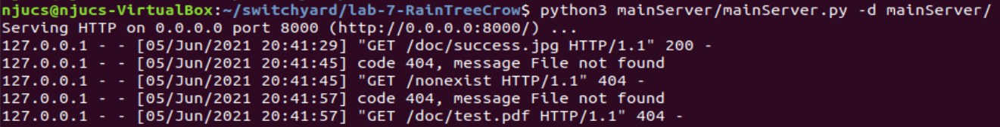 njucs@njucs-VirtualBox:~/switchyard/lab-7-RainTreeCrow$ python3 mainServer/mainServer.py -d mainServer/
Serving HTTP on 0.0.0.0 port 8000 (http://0.0.0.0:8000/) ...
127.0.0.1 - - [05/Jun/2021 20:41:29] "GET /doc/success.jpg HTTP/1.1" 200 -
127.0.0.1 - - [05/Jun/2021 20:41:45] code 404, message File not found
127.0.0.1 - - [05/Jun/2021 20:41:45] "GET /nonexist HTTP/1.1" 404 -
127.0.0.1 - - [05/Jun/2021 20:41:57] code 404, message File not found
127.0.0.1 - - [05/Jun/2021 20:41:57] "GET /doc/test.pdf HTTP/1.1" 404 -